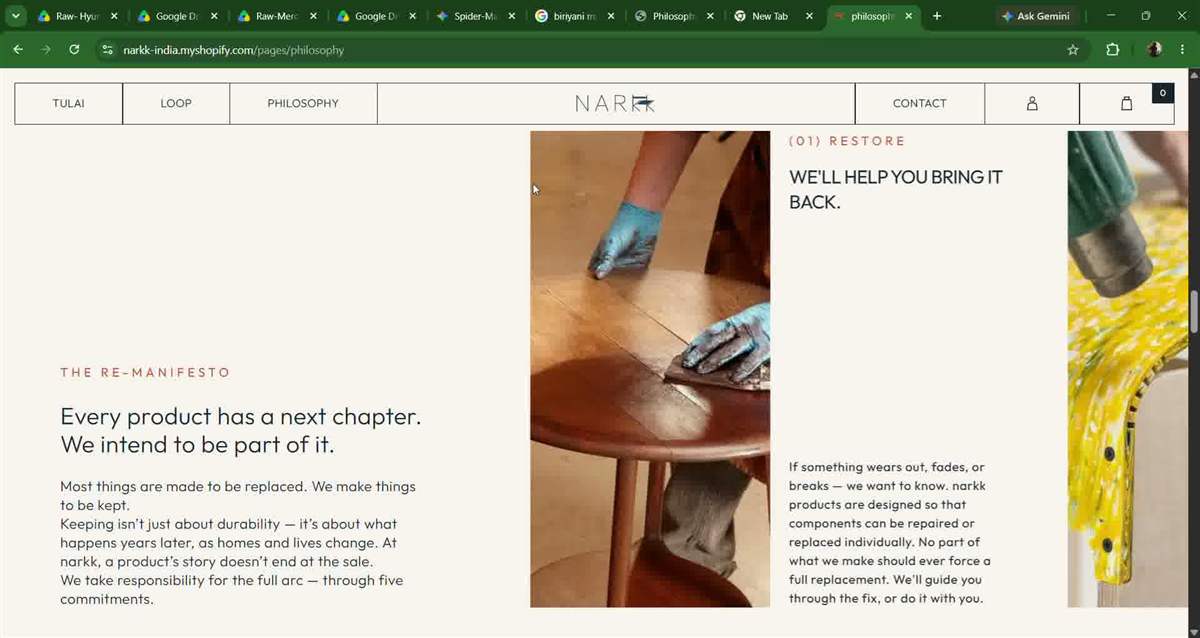 Raw- Hyu
Google D
Raw-Merc
Google D
Spider-Ma
biriyani m
Philosoph
New Tab
philosoph
Ask Gemini
narkk-india.myshopify.com/pages/philosophy
TULAI
LOOP
PHILOSOPHY
NARKK
CONTACT
0
THE RE-MANIFESTO
Every product has a next chapter.
We intend to be part of it.
Most things are made to be replaced. We make things
to be kept.
Keeping isn't just about durability — it's about what
happens years later, as homes and lives change. At
narkk, a product's story doesn't end at the sale.
We take responsibility for the full arc — through five
commitments.
(01) RESTORE
WE'LL HELP YOU BRING IT
BACK.
If something wears out, fades, or
breaks — we want to know. narkk
products are designed so that
components can be repaired or
replaced individually. No part of
what we make should ever force a
full replacement. We'll guide you
through the fix, or do it with you.